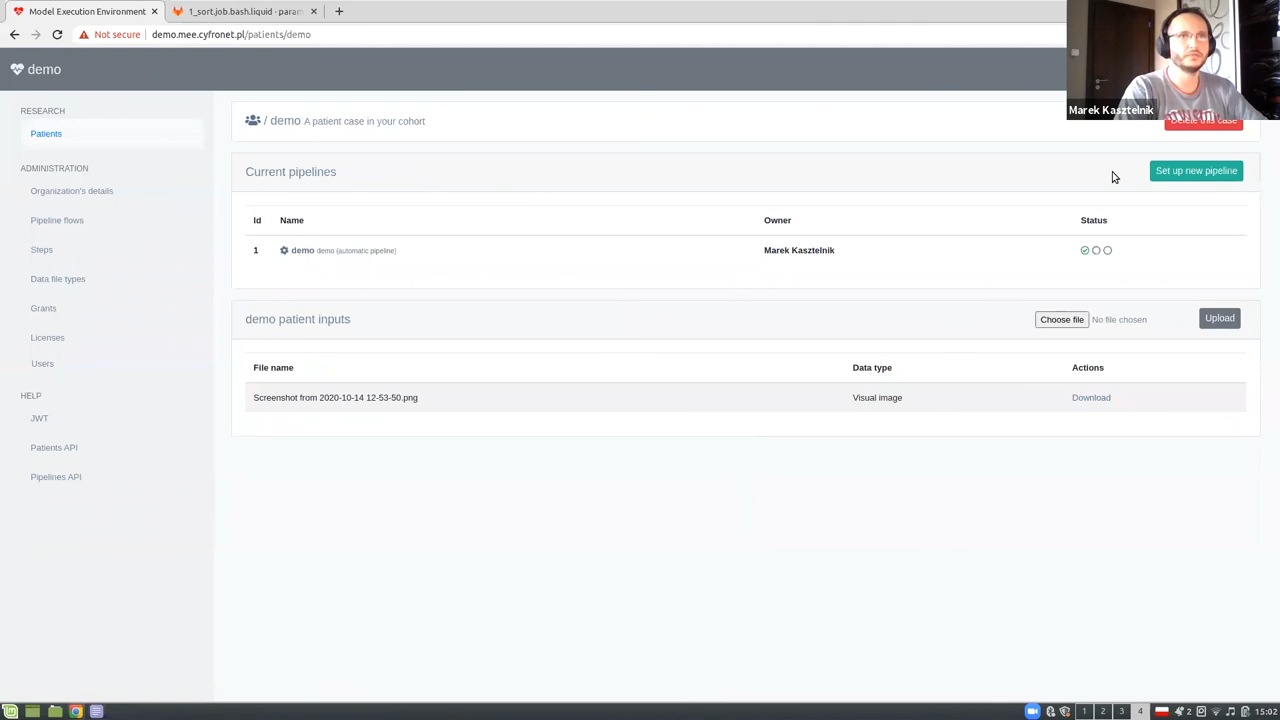 Model Execution Environment
1_sort.job.bash.liquid · param
Not secure
demo.mee.cyfronet.pl/patients/demo
demo
RESEARCH
Patients
ADMINISTRATION
Organization's details
Pipeline flows
Steps
Data file types
Grants
Licenses
Users
HELP
JWT
Patients API
Pipelines API
/ demo A patient case in your cohort
Delete this case
Marek Kasztelnik
Current pipelines
Set up new pipeline
Id Name Owner Status
1 demo demo (automatic pipeline) Marek Kasztelnik
demo patient inputs
Choose file No file chosen
Upload
File name Data type Actions
Screenshot from 2020-10-14 12-53-50.png Visual image Download
1 2 3 4
2
15:02